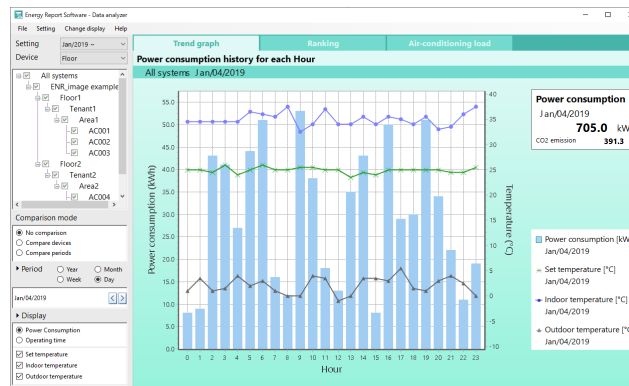 Energy Report Software - Data analyzer
File Setting Change display Help
Setting Jan/2019 ~
Device Floor
All systems
ENR_image example
Floor1
Tenant1
Area1
AC001
AC002
AC003
Floor2
Tenant2
Area2
AC004
Comparison mode
No comparison
Compare devices
Compare periods
Period Year Month
Week Day
Jan/04/2019
Display
Power Consumption
Operating time
Set temperature
Indoor temperature
Outdoor temperature
Trend graph Ranking Air-conditioning load
Power consumption history for each Hour
All systems Jan/04/2019
Power consumption (kWh)
55.0
50.0
45.0
40.0
35.0
30.0
25.0
20.0
15.0
10.0
5.0
0.0
0 1 2 3 4 5 6 7 8 9 10 11 12 13 14 15 16 17 18 19 20 21 22 23
Hour
40
35
30
25
20
15
10
5
0
-5
-10
Temperature (°C)
Power consumption
Jan/04/2019
705.0 kW
CO2 emission 391.3
Power consumption [kW
Jan/04/2019
Set temperature [°C]
Jan/04/2019
Indoor temperature [°C]
Jan/04/2019
Outdoor temperature [°C
Jan/04/2019